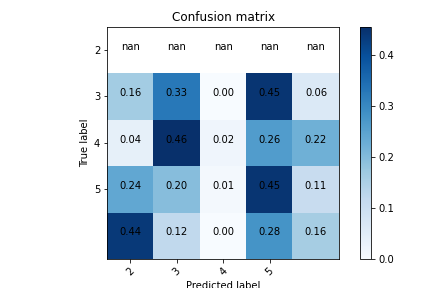 Confusion matrix
2 nan nan nan nan nan
3 0.16 0.33 0.00 0.45 0.06
4 0.04 0.46 0.02 0.26 0.22
5 0.24 0.20 0.01 0.45 0.11
0.44 0.12 0.00 0.28 0.16
2 3 4 5
Predicted label
True label
0.4
0.3
0.2
0.1
0.0